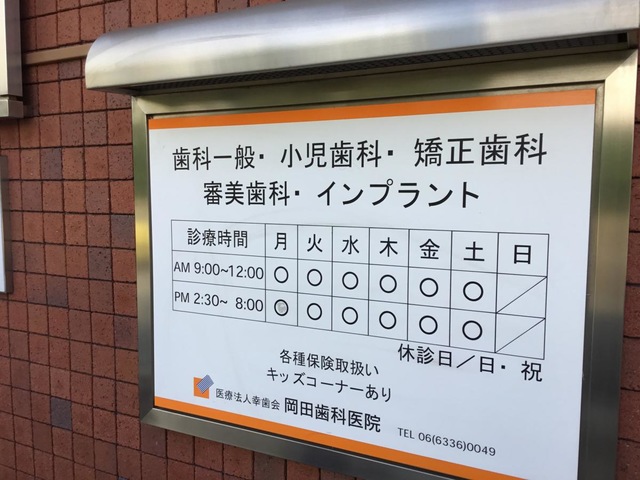 歯科一般・小児歯科・矯正歯科
審美歯科・インプラント
診療時間 月 火 水 木 金 土 日
AM 9:00~12:00 ○ ○ ○ ○ ○ ○ ／
PM 2:30~ 8:00 ○ ○ ○ ○ ○ ○ ／
休診日／日・祝
各種保険取扱い
キッズコーナーあり
医療法人幸歯会 岡田歯科医院 TEL 06(6336)0049